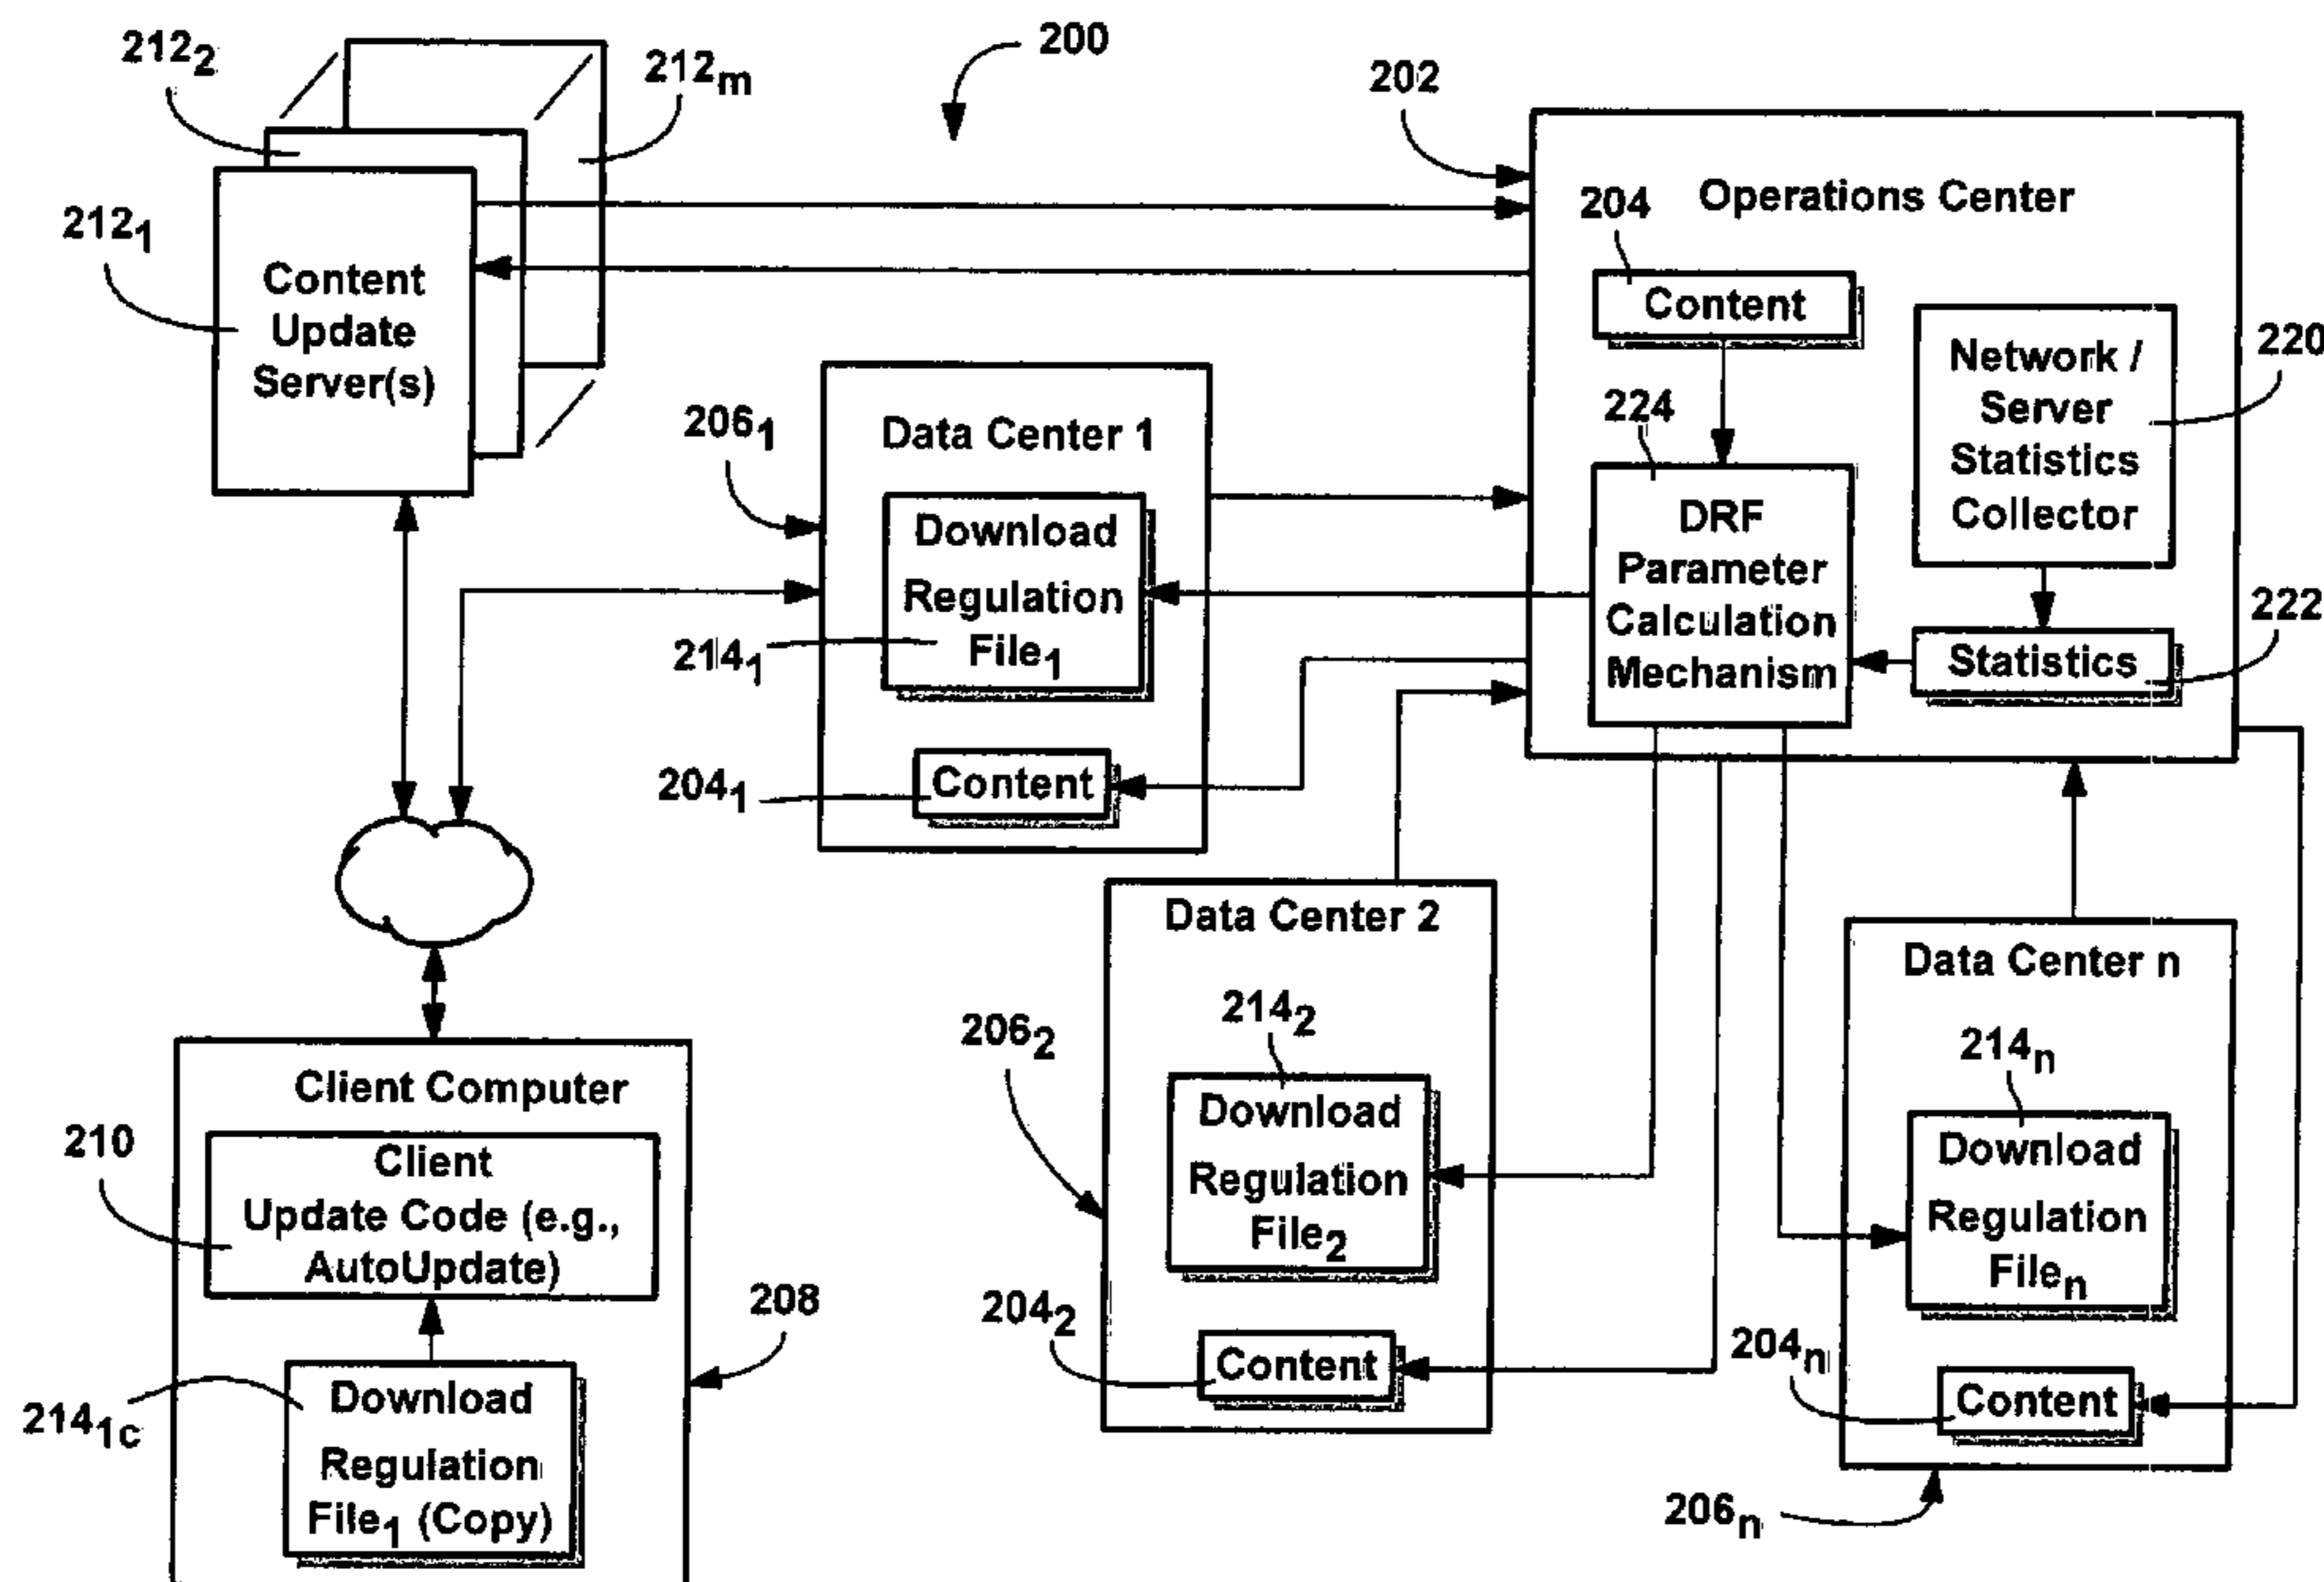 200
212₂
212ₘ
212₁
Content
Update
Server(s)
202
Operations Center
204
Content
Network /
Server
Statistics
Collector
220
224
DRF
Parameter
Calculation
Mechanism
222
Statistics
206₁
Data Center 1
Download
Regulation
File₁
214₁
204₁
Content
Data Center 2
206₂
214₂
Download
Regulation
File₂
204₂
Content
Data Center n
214ₙ
Download
Regulation
Fileₙ
204ₙ
Content
206ₙ
Client Computer
210
Client
Update Code (e.g.,
AutoUpdate)
208
214₁c
Download
Regulation
File₁ (Copy)